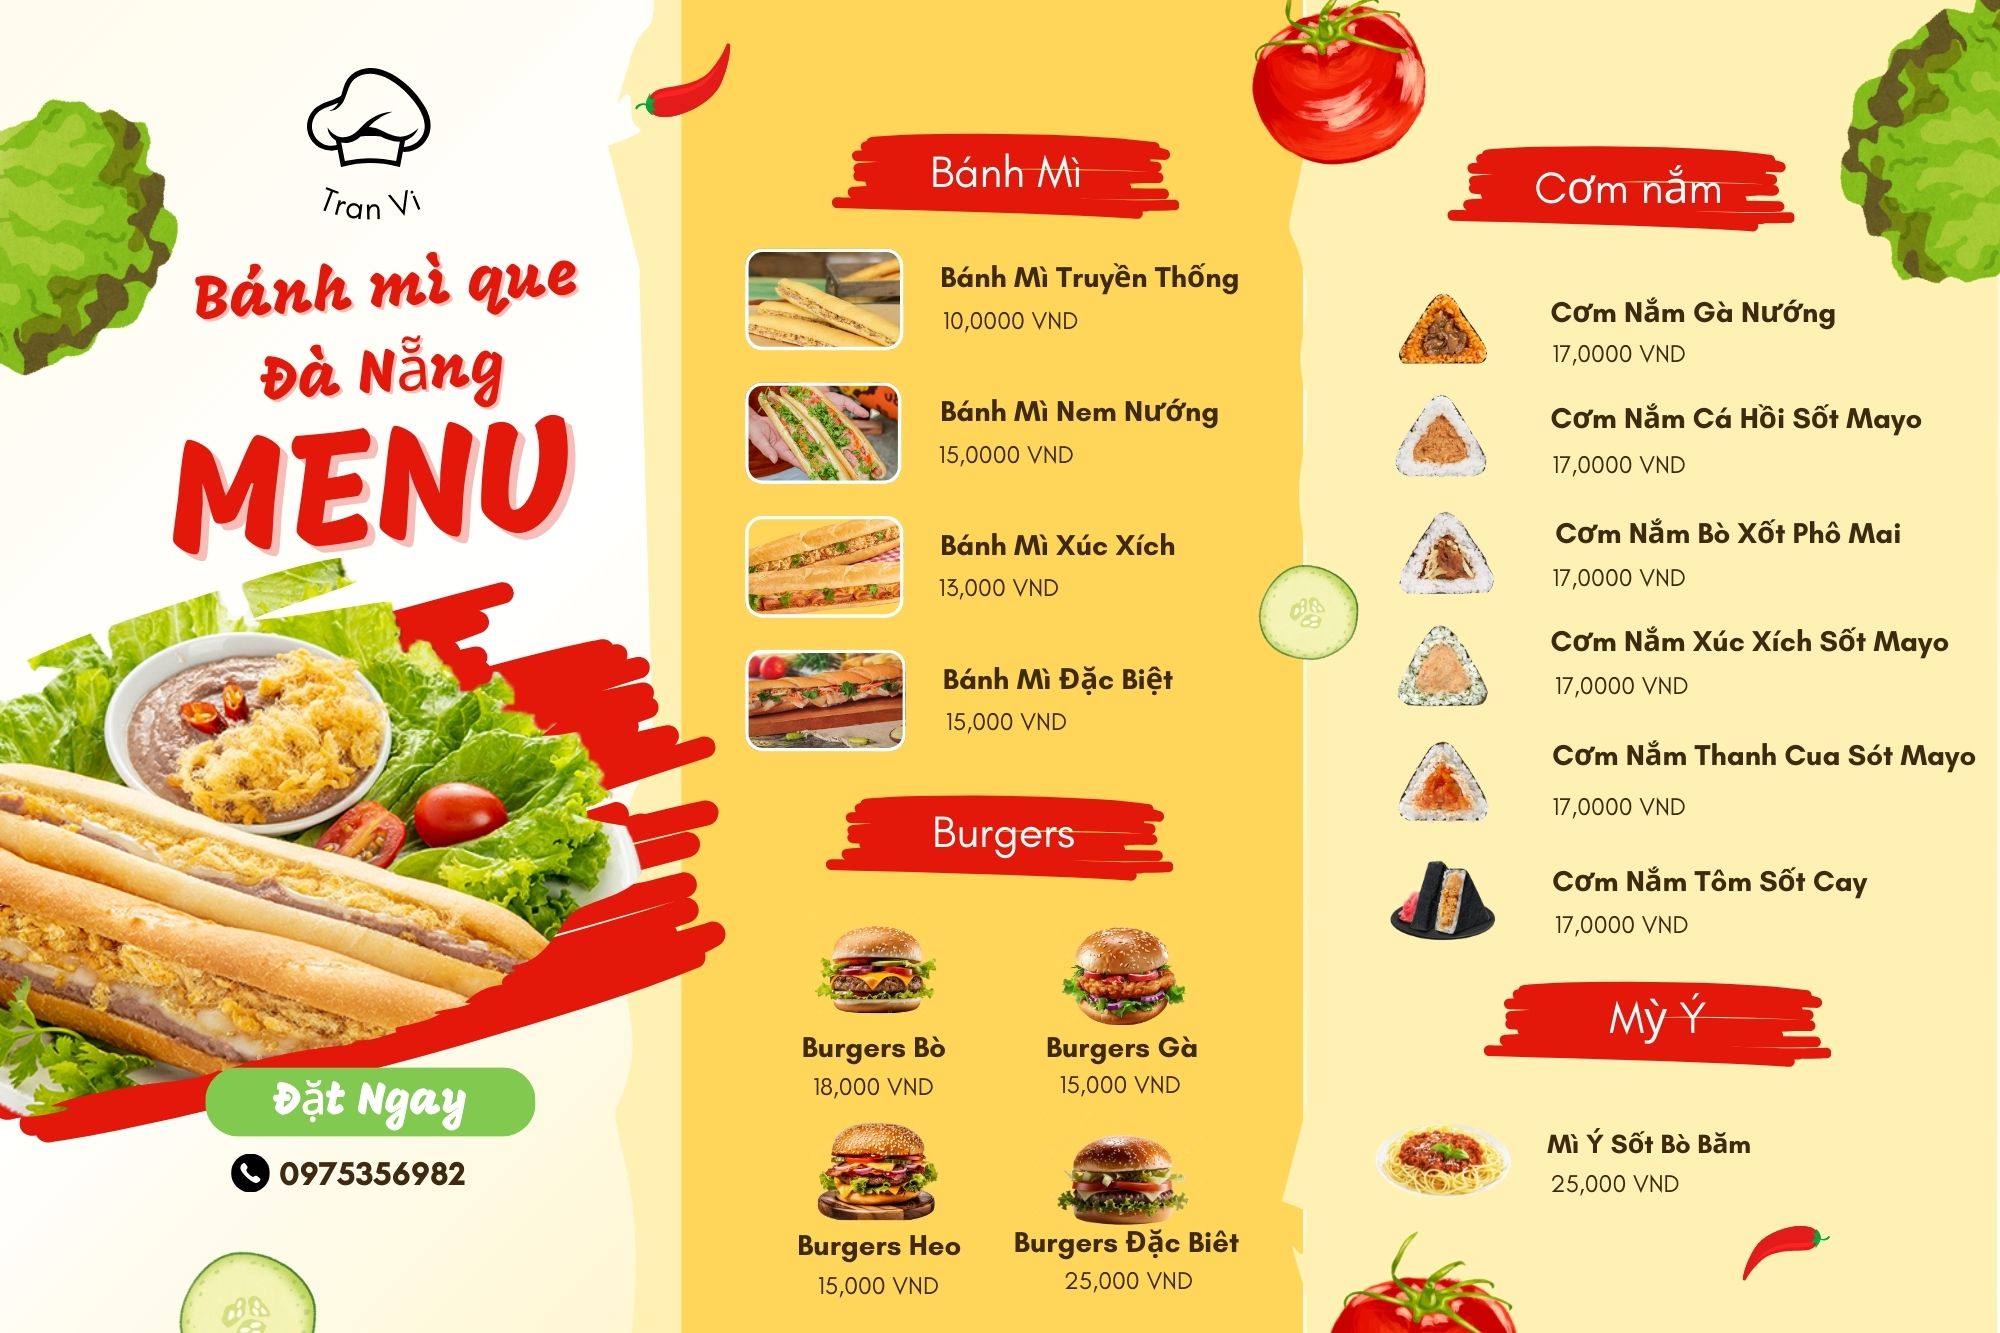 Tran Vi
Bánh mì que
Đà Nẵng
MENU
Đặt Ngay
0975356982
Bánh Mì
Bánh Mì Truyền Thống
10,0000 VND
Bánh Mì Nem Nướng
15,0000 VND
Bánh Mì Xúc Xích
13,000 VND
Bánh Mì Đặc Biệt
15,000 VND
Burgers
Burgers Bò
18,000 VND
Burgers Gà
15,000 VND
Burgers Heo
15,000 VND
Burgers Đặc Biêt
25,000 VND
Cơm nắm
Cơm Nắm Gà Nướng
17,0000 VND
Cơm Nắm Cá Hồi Sốt Mayo
17,0000 VND
Cơm Nắm Bò Xốt Phô Mai
17,0000 VND
Cơm Nắm Xúc Xích Sốt Mayo
17,0000 VND
Cơm Nắm Thanh Cua Sót Mayo
17,0000 VND
Cơm Nắm Tôm Sốt Cay
17,0000 VND
Mỳ Ý
Mì Ý Sốt Bò Băm
25,000 VND